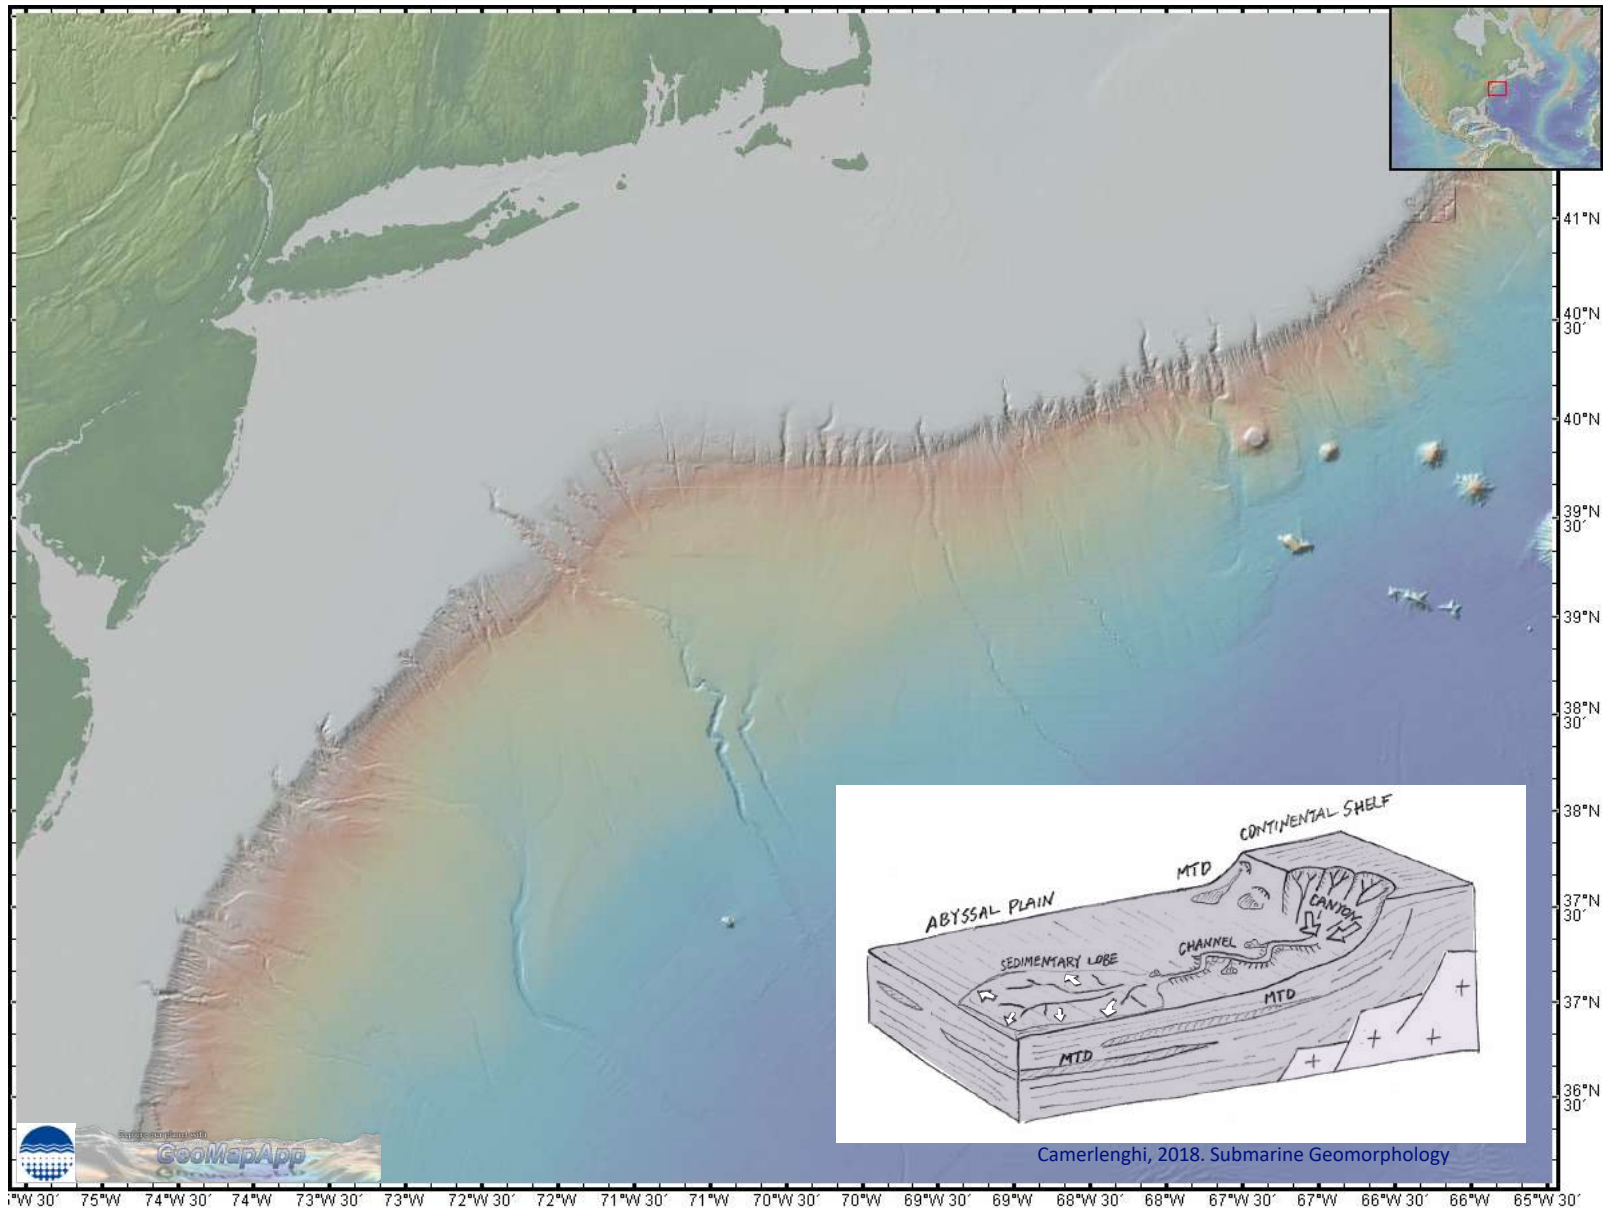 41°N
40°N
30´
40°N
39°N
30´
39°N
38°N
30´
38°N
37°N
30´
37°N
36°N
30´
CONTINENTAL SHELF
MTD
ABYSSAL PLAIN
CANYON
CHANNEL
SEDIMENTARY LOBE
MTD
MTD
Camerlenghi, 2018. Submarine Geomorphology
GeoMapApp
°W 30´ 75°W 74°W 30´ 74°W 73°W 30´ 73°W 72°W 30´ 72°W 71°W 30´ 71°W 70°W 30´ 70°W 69°W 30´ 69°W 68°W 30´ 68°W 67°W 30´ 67°W 66°W 30´ 66°W 65°W 30´